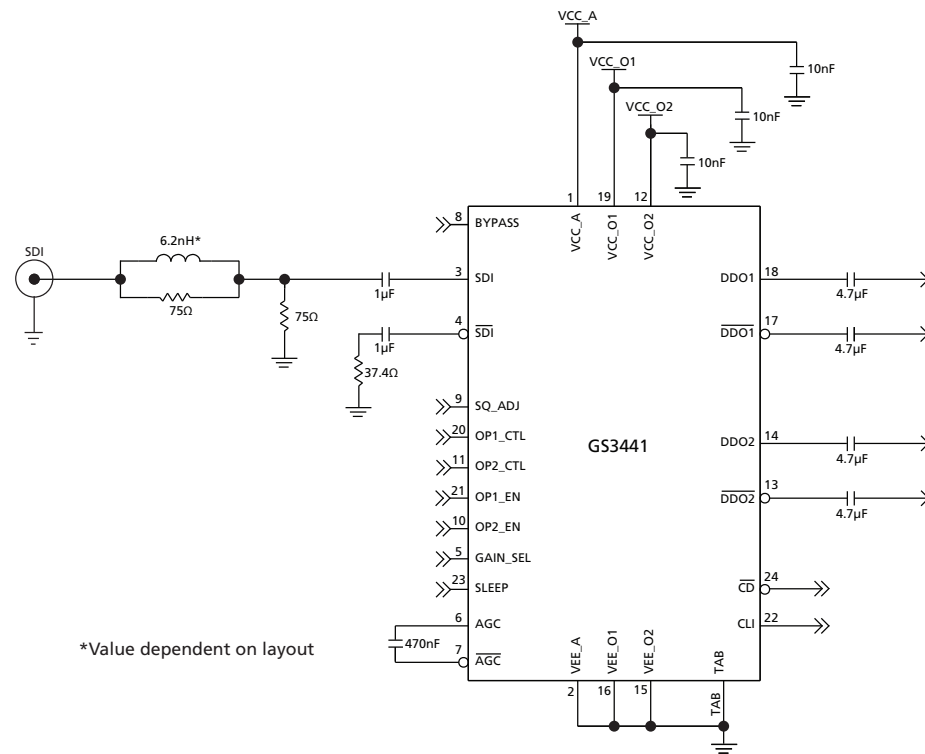 VCC_A
10nF
VCC_O1
10nF
VCC_O2
10nF
1
19
12
VCC_A
VCC_O1
VCC_O2
8
BYPASS
SDI
6.2nH*
75Ω
75Ω
1µF
3
SDI
4
SDI
1µF
37.4Ω
9
SQ_ADJ
20
OP1_CTL
11
OP2_CTL
21
OP1_EN
10
OP2_EN
5
GAIN_SEL
23
SLEEP
6
AGC
470nF
7
AGC
GS3441
DDO1
18
4.7µF
DDO1
17
4.7µF
DDO2
14
4.7µF
DDO2
13
4.7µF
CD
24
CLI
22
VEE_A
VEE_O1
VEE_O2
TAB
2
16
15
TAB
*Value dependent on layout